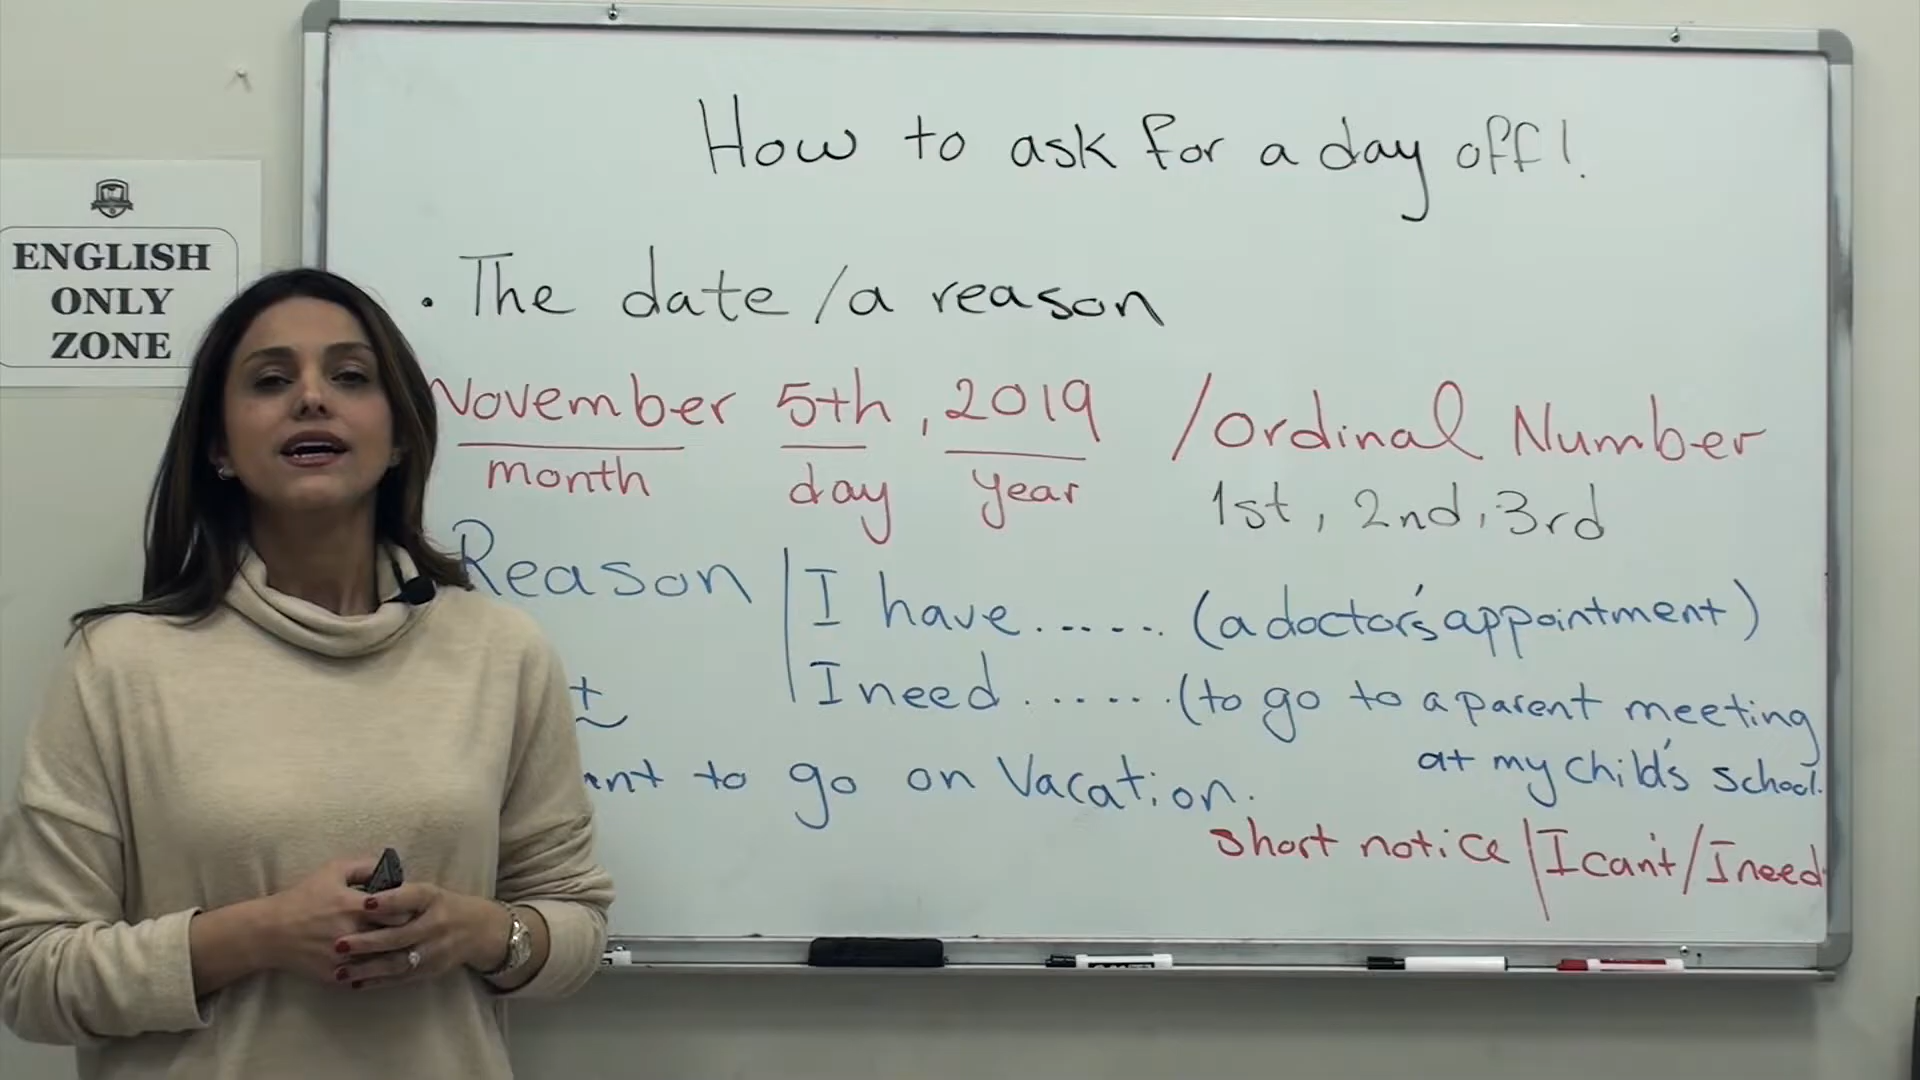 ENGLISH
ONLY
ZONE
How to ask for a day off!
• The date / a reason
November 5th, 2019 / Ordinal Number
month day year
1st, 2nd, 3rd
Reason | I have...... (a doctor's appointment)
I need...... (to go to a parent meeting
at my child's school.
to go on vacation.
short notice | I can't / I need